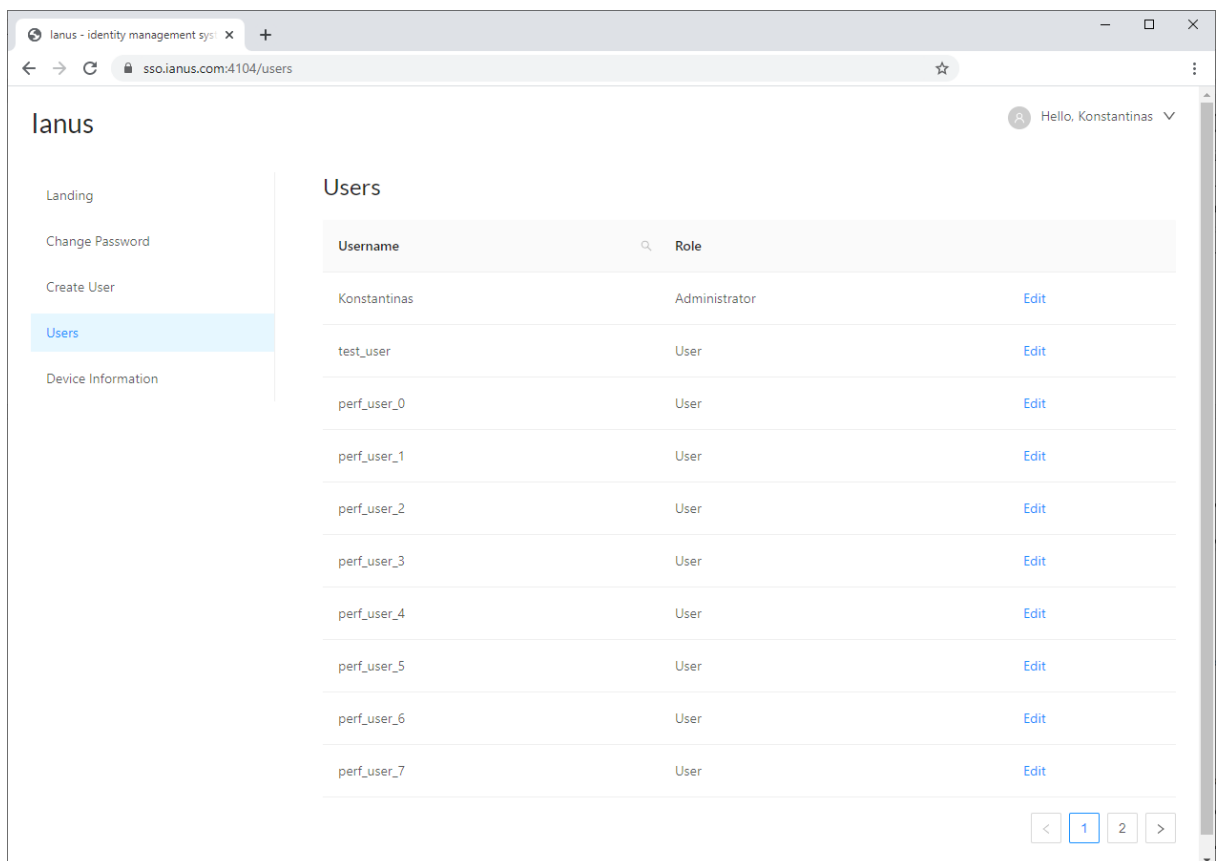 Ianus - identity management syst
sso.ianus.com:4104/users
Ianus
Hello, Konstantinas
Landing
Change Password
Create User
Users
Device Information
Users
Username Role
Konstantinas Administrator Edit
test_user User Edit
perf_user_0 User Edit
perf_user_1 User Edit
perf_user_2 User Edit
perf_user_3 User Edit
perf_user_4 User Edit
perf_user_5 User Edit
perf_user_6 User Edit
perf_user_7 User Edit
< 1 2 >